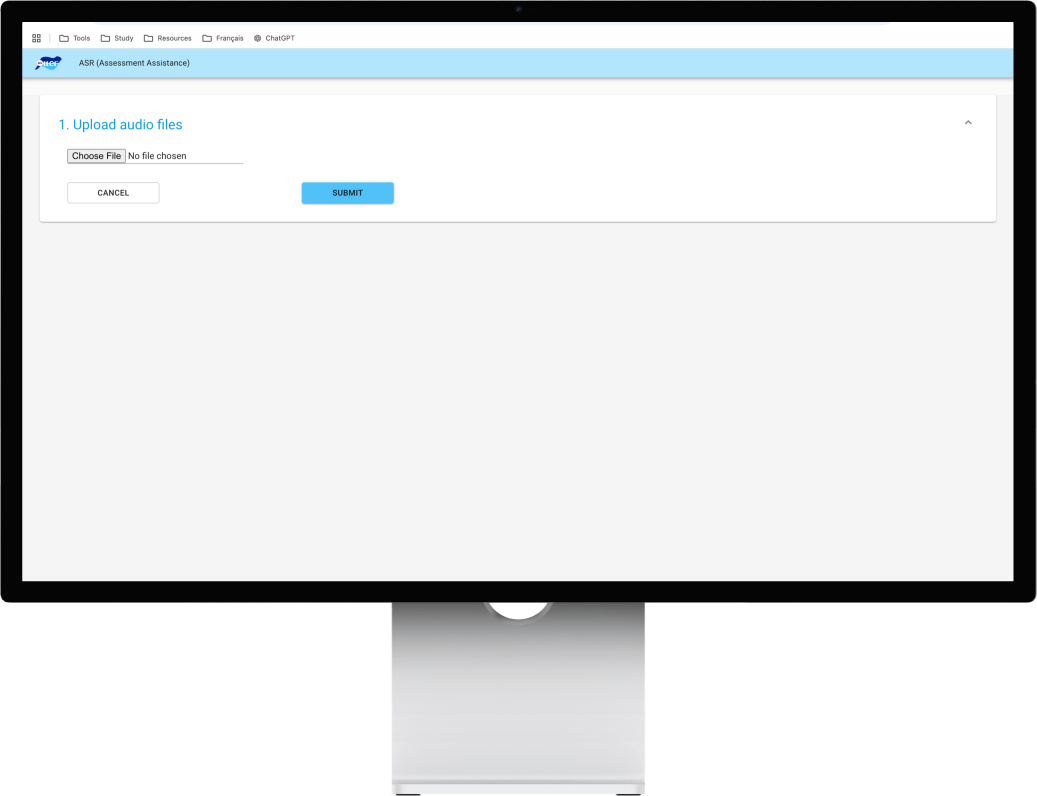 Tools Study Resources Français ChatGPT
ASR (Assessment Assistance)
1. Upload audio files
Choose File No file chosen
CANCEL SUBMIT